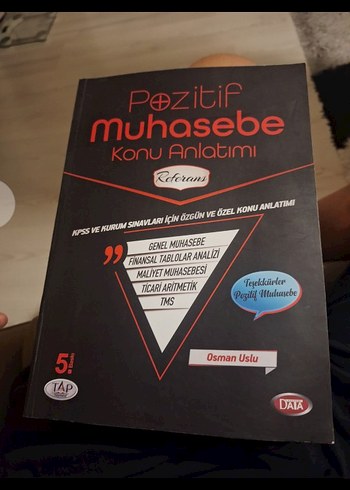 Pozitif
Muhasebe
Konu Anlatımı
Referans
KPSS VE KURUM SINAVLARI İÇİN ÖZGÜN VE ÖZEL KONU ANLATIMI
GENEL MUHASEBE
FİNANSAL TABLOLAR ANALİZİ
MALİYET MUHASEBESİ
TİCARİ ARİTMETİK
TMS
Teşekkürler
Pozitif Muhasebe
Osman Uslu
5.
TAP
DATA